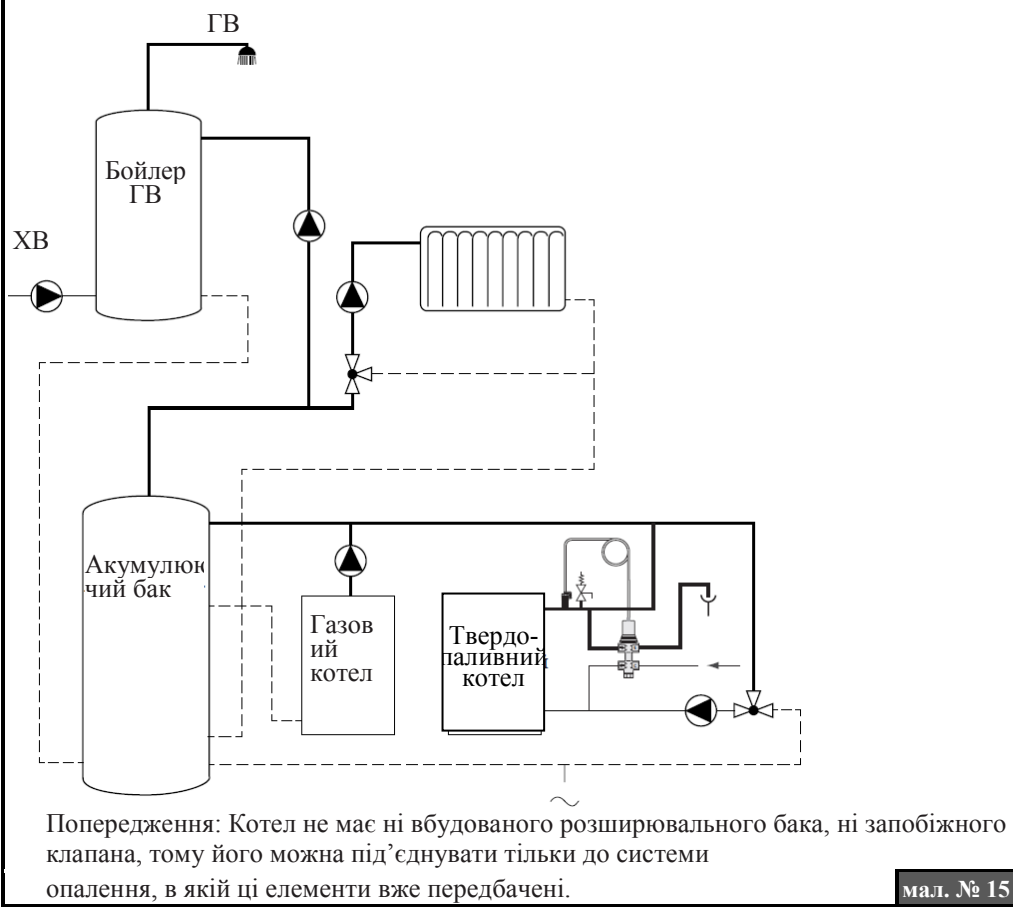 ГВ
Бойлер
ГВ
ХВ
Акумулюю
чий бак
Газов
ий
котел
Твердо-
паливний
котел
Попередження: Котел не має ні вбудованого розширювального бака, ні запобіжного
клапана, тому його можна під’єднувати тільки до системи
опалення, в якій ці елементи вже передбачені.
мал. № 15